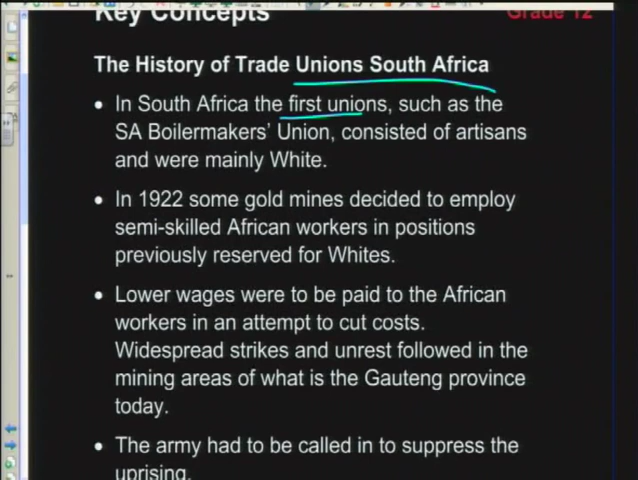 Key Concepts
Grade 12
The History of Trade Unions South Africa
• In South Africa the first unions, such as the
SA Boilermakers' Union, consisted of artisans
and were mainly White.
• In 1922 some gold mines decided to employ
semi-skilled African workers in positions
previously reserved for Whites.
• Lower wages were to be paid to the African
workers in an attempt to cut costs.
Widespread strikes and unrest followed in the
mining areas of what is the Gauteng province
today.
• The army had to be called in to suppress the
uprising.